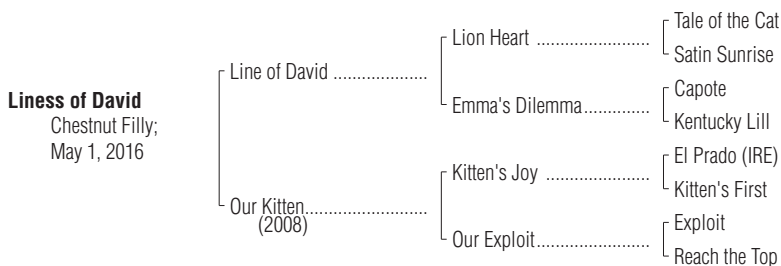 Liness of David
Chestnut Filly;
May 1, 2016
Line of David ....................
Our Kitten..........................
(2008)
Lion Heart ........................
Emma's Dilemma..............
Kitten's Joy ......................
Our Exploit........................
Tale of the Cat
Satin Sunrise
Capote
Kentucky Lill
El Prado (IRE)
Kitten's First
Exploit
Reach the Top